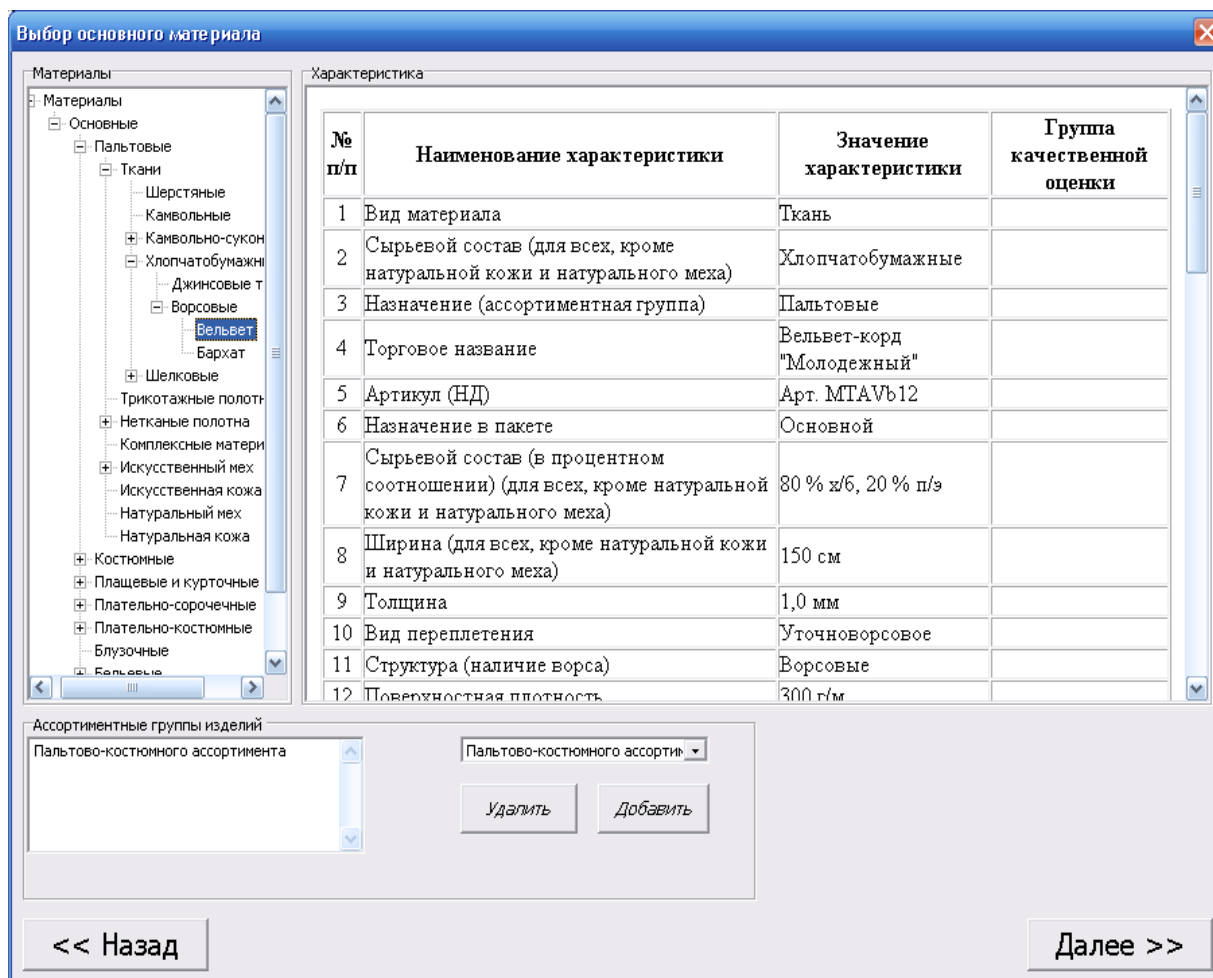 Выбор основного материала
Материалы
Материалы
Основные
Пальтовые
Ткани
Шерстяные
Камвольные
Камвольно-сукон
Хлопчатобумажн
Джинсовые т
Ворсовые
Вельвет
Бархат
Шелковые
Трикотажные полотн
Нетканые полотна
Комплексные матери
Искусственный мех
Искусственная кожа
Натуральный мех
Натуральная кожа
Костюмные
Плащевые и курточные
Плательно-сорочечные
Плательно-костюмные
Блузочные
Бельевые
Характеристика
№ п/п Наименование характеристики Значение характеристики Группа качественной оценки
1 Вид материала Ткань
2 Сырьевой состав (для всех, кроме
натуральной кожи и натурального меха) Хлопчатобумажные
3 Назначение (ассортиментная группа) Пальтовые
4 Торговое название Вельвет-корд
"Молодежный"
5 Артикул (НД) Арт. MTAVb12
6 Назначение в пакете Основной
7 Сырьевой состав (в процентном
соотношении) (для всех, кроме натуральной 80 % х/б, 20 % п/э
кожи и натурального меха)
8 Ширина (для всех, кроме натуральной кожи
и натурального меха) 150 см
9 Толщина 1,0 мм
10 Вид переплетения Уточноворсовое
11 Структура (наличие ворса) Ворсовые
12 Поверхностная плотность 300 г/м
Ассортиментные группы изделий
Пальтово-костюмного ассортимента
Пальтово-костюмного ассортим
Удалить Добавить
<< Назад Далее >>